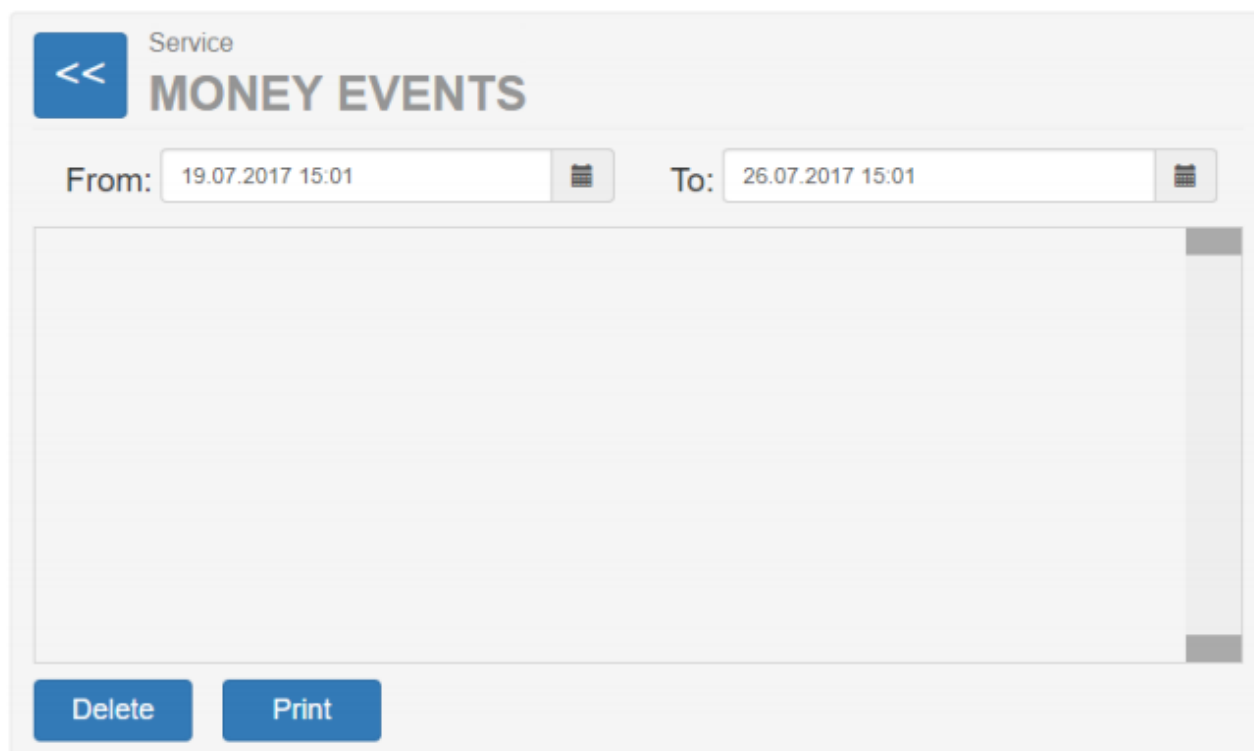 <<
Service
MONEY EVENTS
From: 19.07.2017 15:01 To: 26.07.2017 15:01
Delete Print